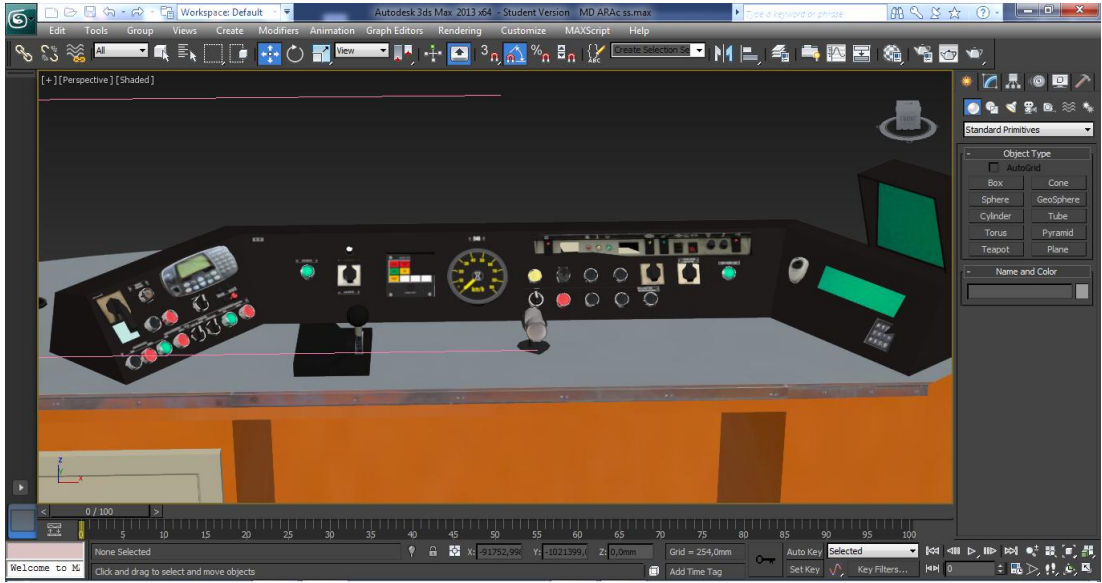 Workspace: Default
Autodesk 3ds Max 2013 x64 - Student Version MD ARAc ss.max
Type a keyword or phrase
Edit Tools Group Views Create Modifiers Animation Graph Editors Rendering Customize MAXScript Help
All
View
Create Selection Se
[+][Perspective][Shaded]
Standard Primitives
- Object Type
AutoGrid
Box Cone
Sphere GeoSphere
Cylinder Tube
Torus Pyramid
Teapot Plane
- Name and Color
z
y
x
< 0 / 100 >
0 5 10 15 20 25 30 35 40 45 50 55 60 65 70 75 80 85 90 95 100
None Selected
X: -91752,99
Y: -1021399,
Z: 0,0mm
Grid = 254,0mm
Auto Key
Selected
Welcome to M
Click and drag to select and move objects
Add Time Tag
Set Key
Key Filters...
0